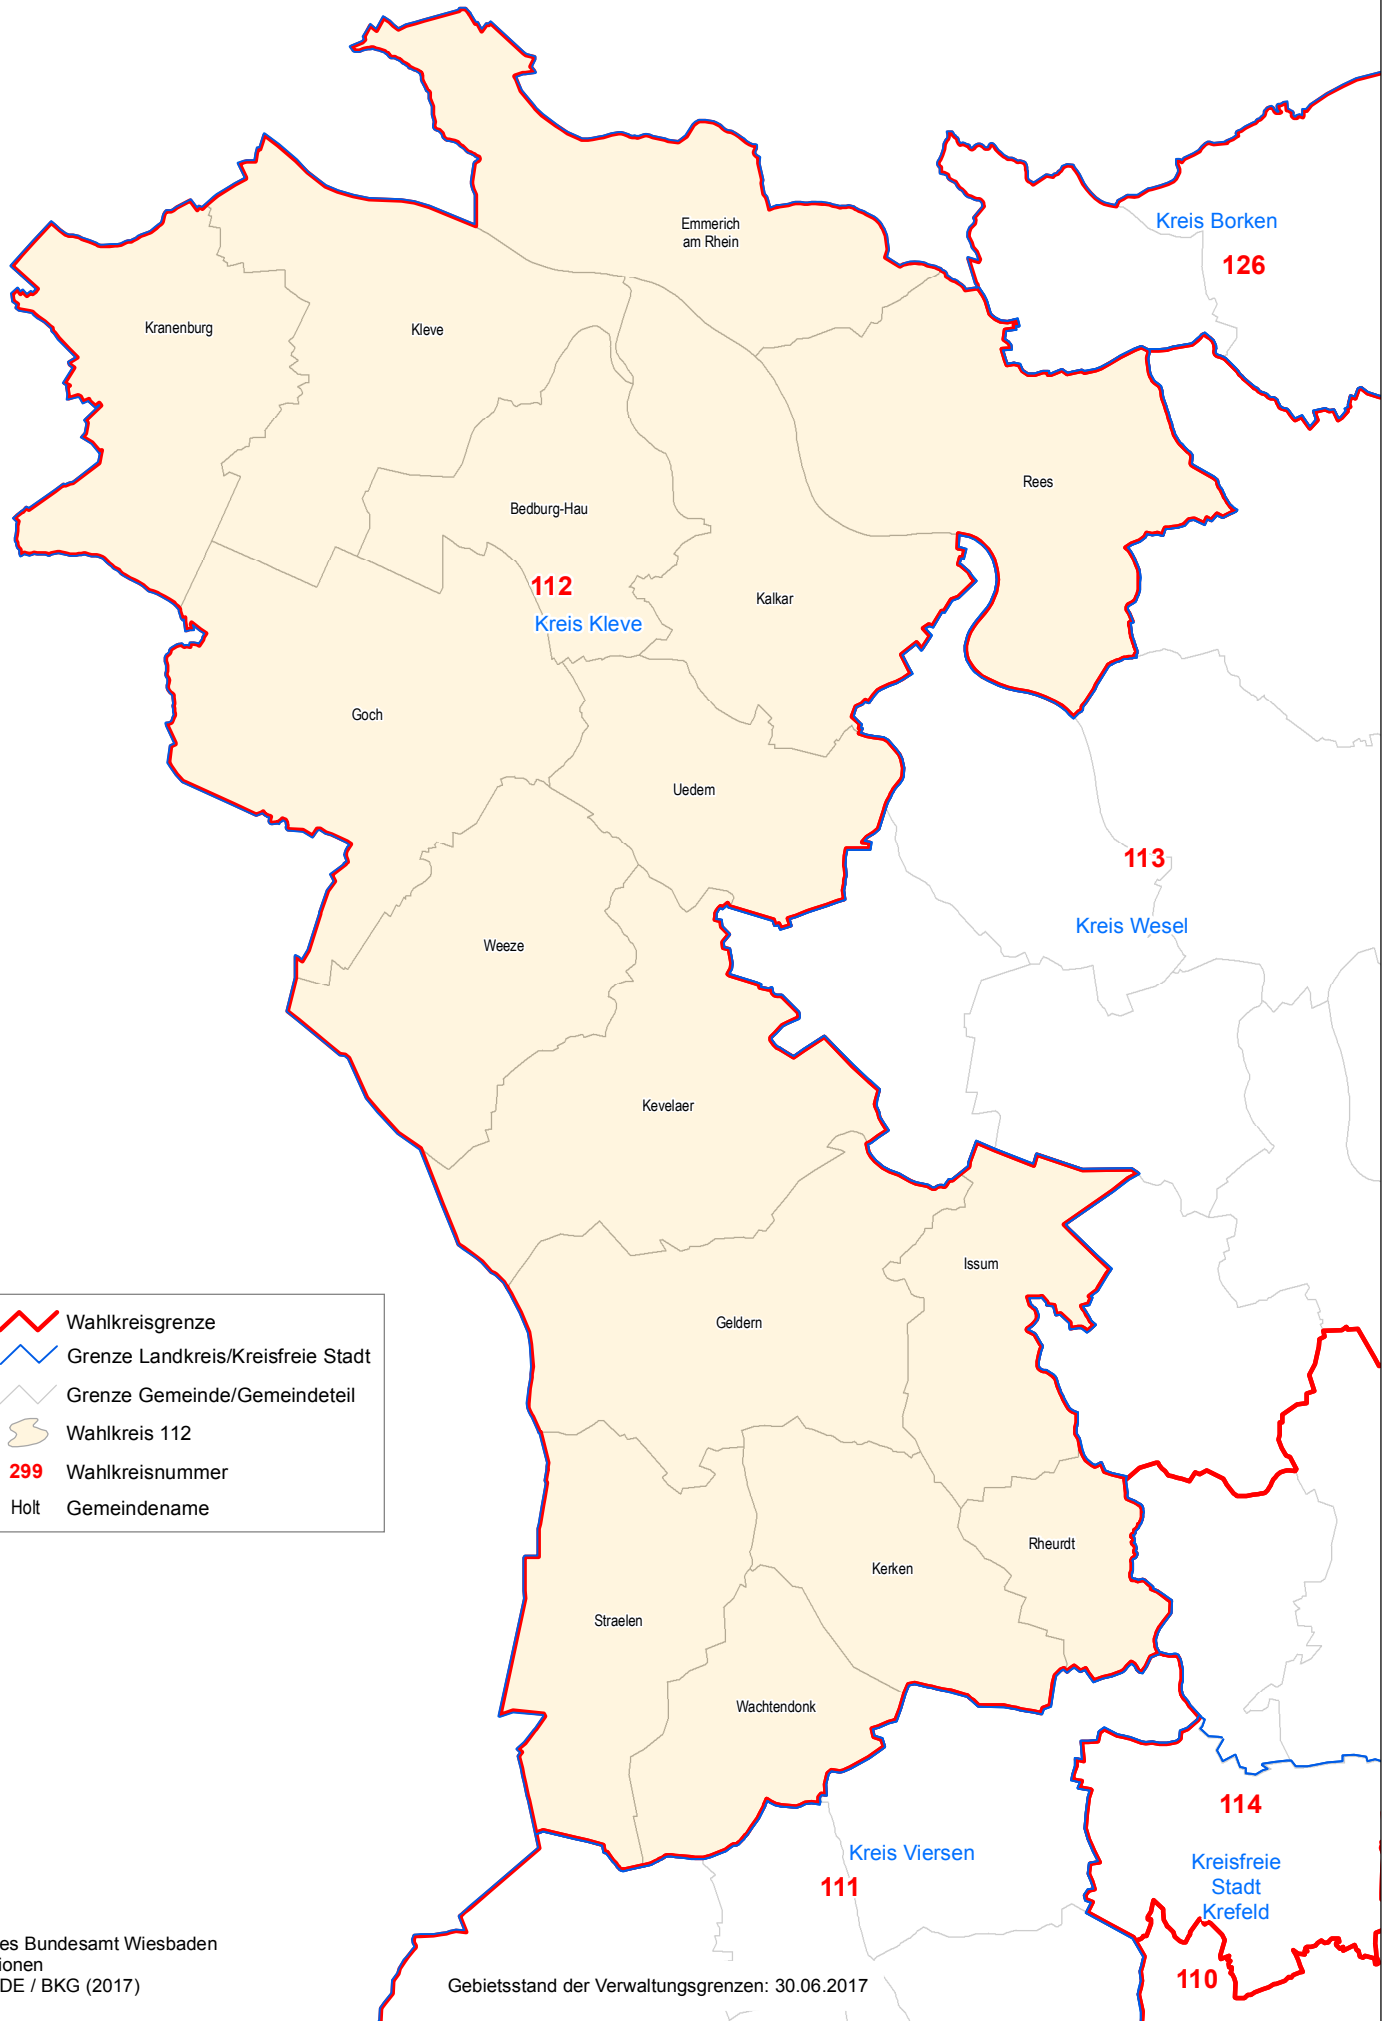 Emmerich
am Rhein
Kreis Borken
126
Kranenburg
Kleve
Rees
Bedburg-Hau
112
Kreis Kleve
Kalkar
Goch
Uedem
113
Kreis Wesel
Weeze
Kevelaer
Issum
Geldern
Wahlkreisgrenze
Grenze Landkreis/Kreisfreie Stadt
Grenze Gemeinde/Gemeindeteil
Wahlkreis 112
299 Wahlkreisnummer
Holt Gemeindename
Rheurdt
Kerken
Straelen
Wachtendonk
114
Kreis Viersen
111
Kreisfreie
Stadt
Krefeld
110
es Bundesamt Wiesbaden
ionen
DE / BKG (2017)
Gebietsstand der Verwaltungsgrenzen: 30.06.2017